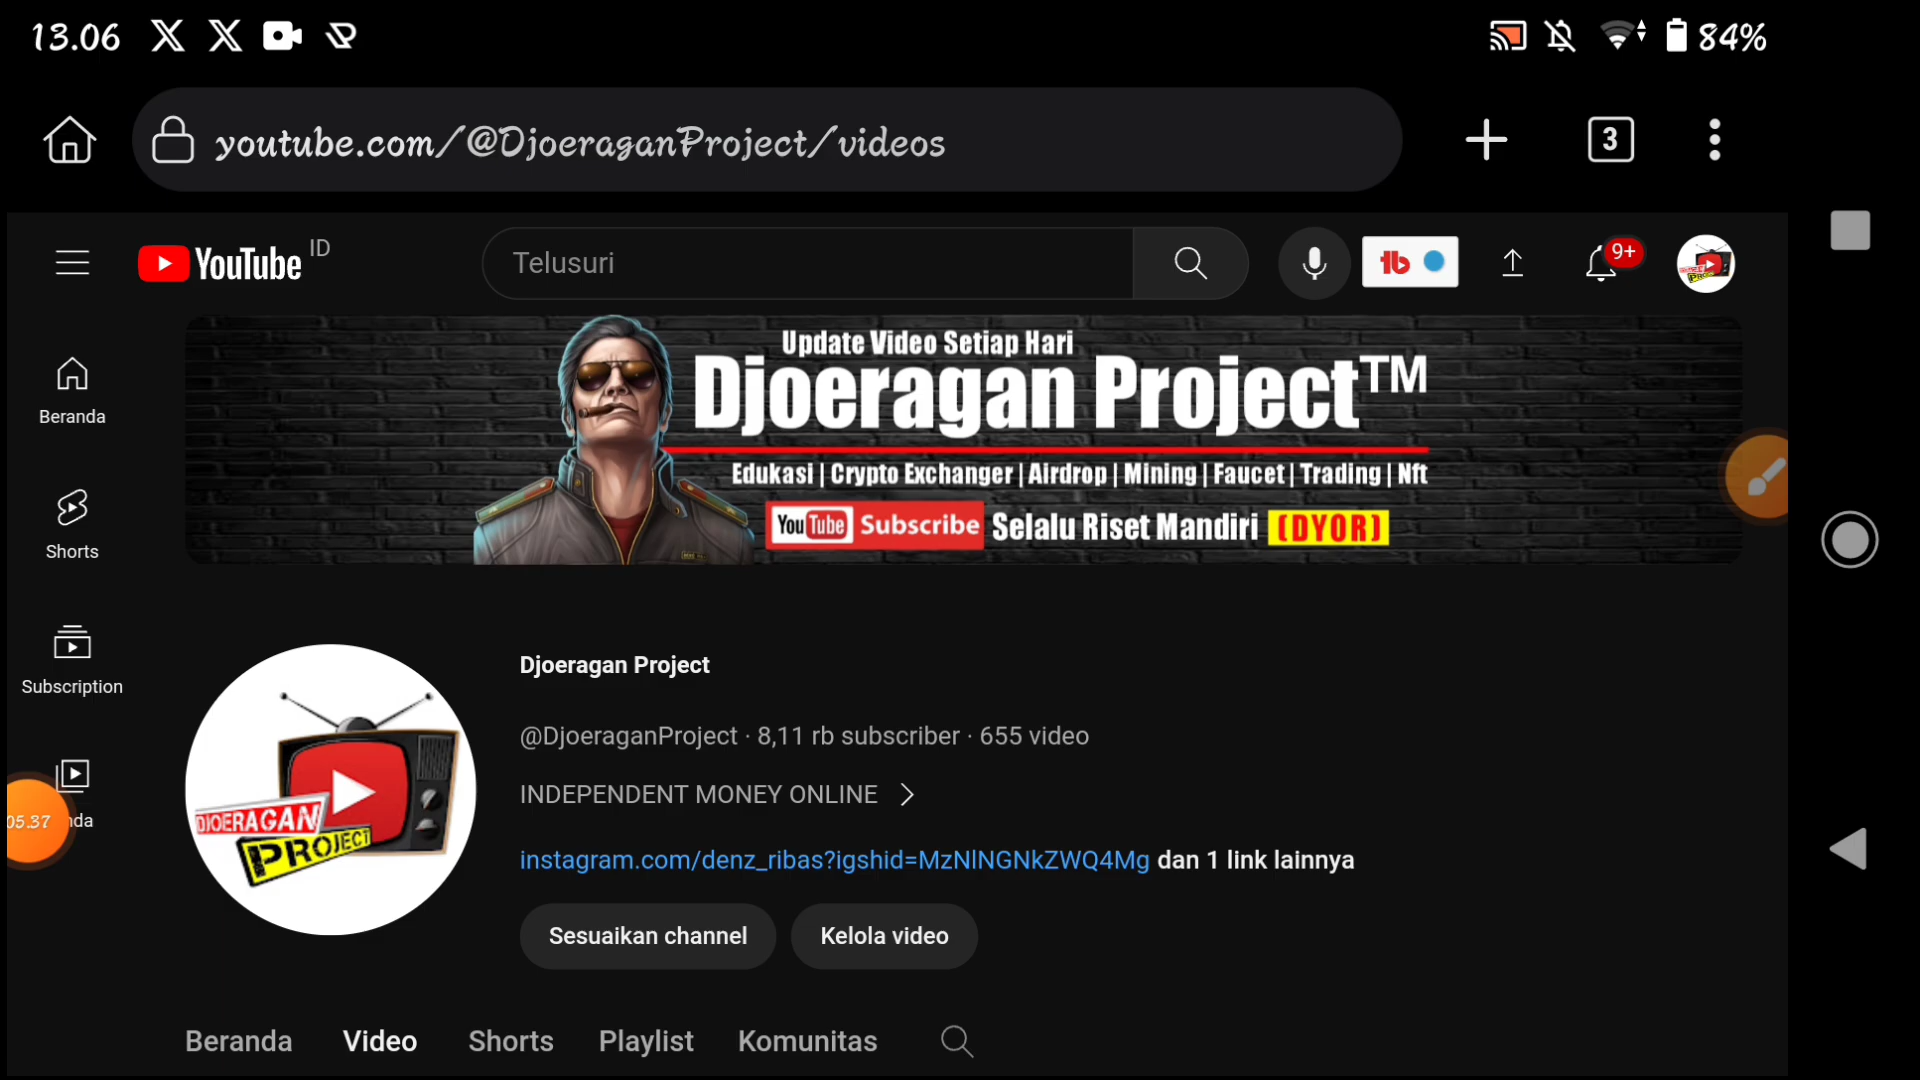 13.06
84%
youtube.com/@DjoeraganProject/videos
3
YouTube ID
Telusuri
tb
9+
Update Video Setiap Hari
Djoeragan Project™
Edukasi | Crypto Exchanger | Airdrop | Mining | Faucet | Trading | Nft
YouTube Subscribe Selalu Riset Mandiri (DYOR)
Beranda
Shorts
Subscription
nda
05.37
DJOERAGAN
PROJECT
Djoeragan Project
@DjoeraganProject · 8,11 rb subscriber · 655 video
INDEPENDENT MONEY ONLINE
instagram.com/denz_ribas?igshid=MzNlNGNkZWQ4Mg dan 1 link lainnya
Sesuaikan channel
Kelola video
Beranda Video Shorts Playlist Komunitas